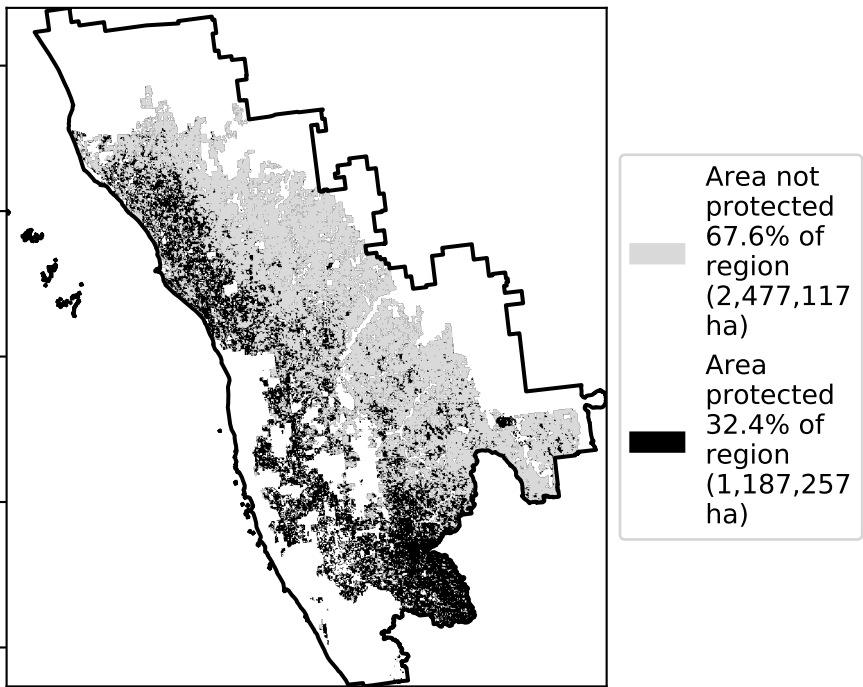 Area not
protected
67.6% of
region
(2,477,117
ha)
Area
protected
32.4% of
region
(1,187,257
ha)